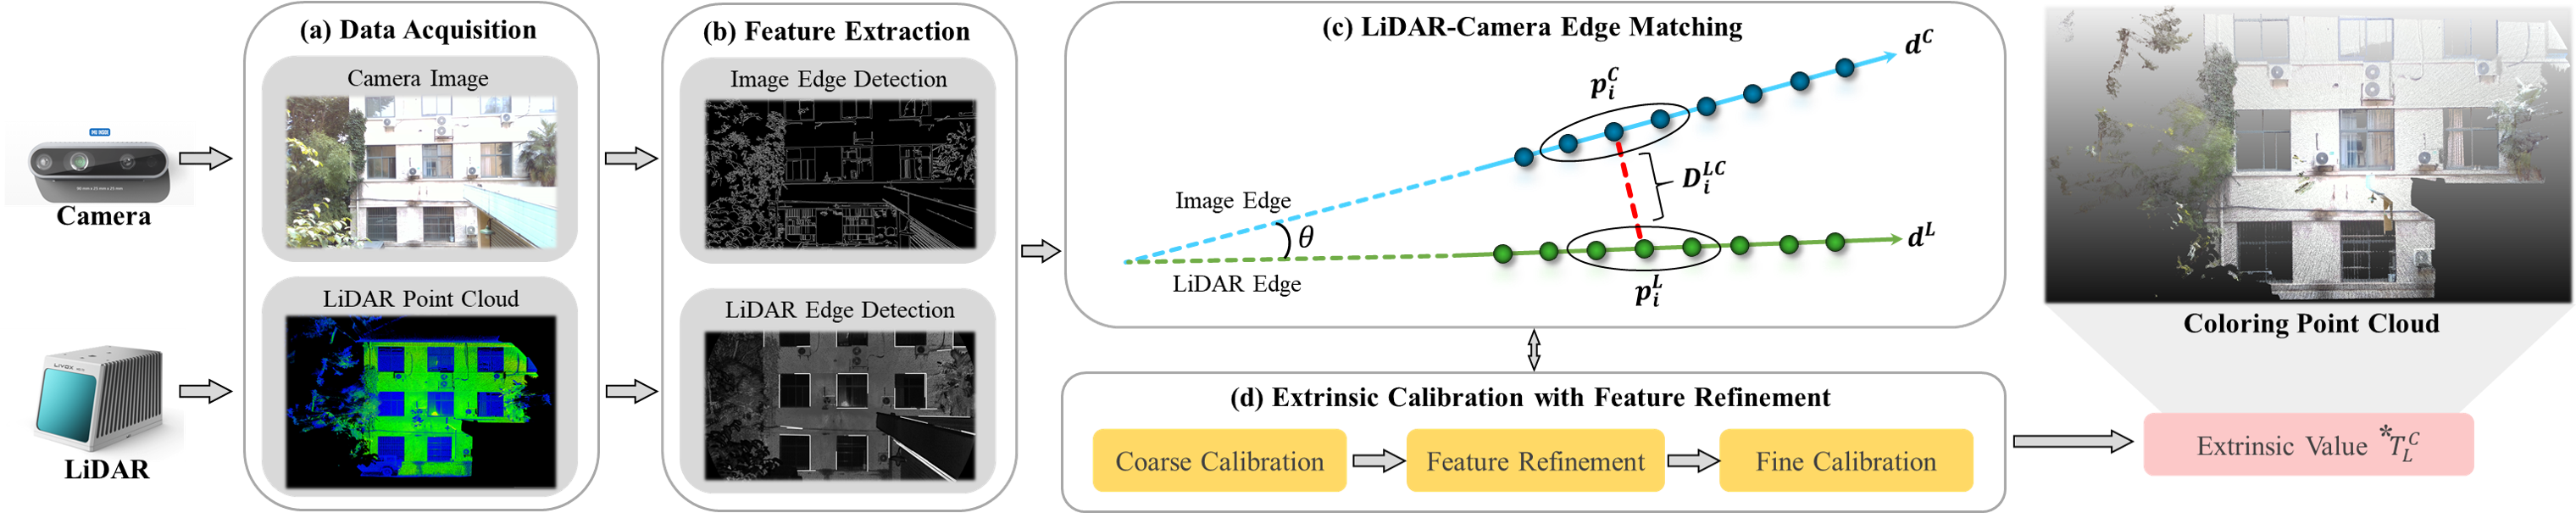 Camera
LiDAR
(a) Data Acquisition
Camera Image
LiDAR Point Cloud
(b) Feature Extraction
Image Edge Detection
LiDAR Edge Detection
(c) LiDAR-Camera Edge Matching
d^C
p_i^C
D_i^{LC}
Image Edge
θ
d^L
LiDAR Edge
p_i^L
(d) Extrinsic Calibration with Feature Refinement
Coarse Calibration
Feature Refinement
Fine Calibration
Coloring Point Cloud
Extrinsic Value *T_L^C